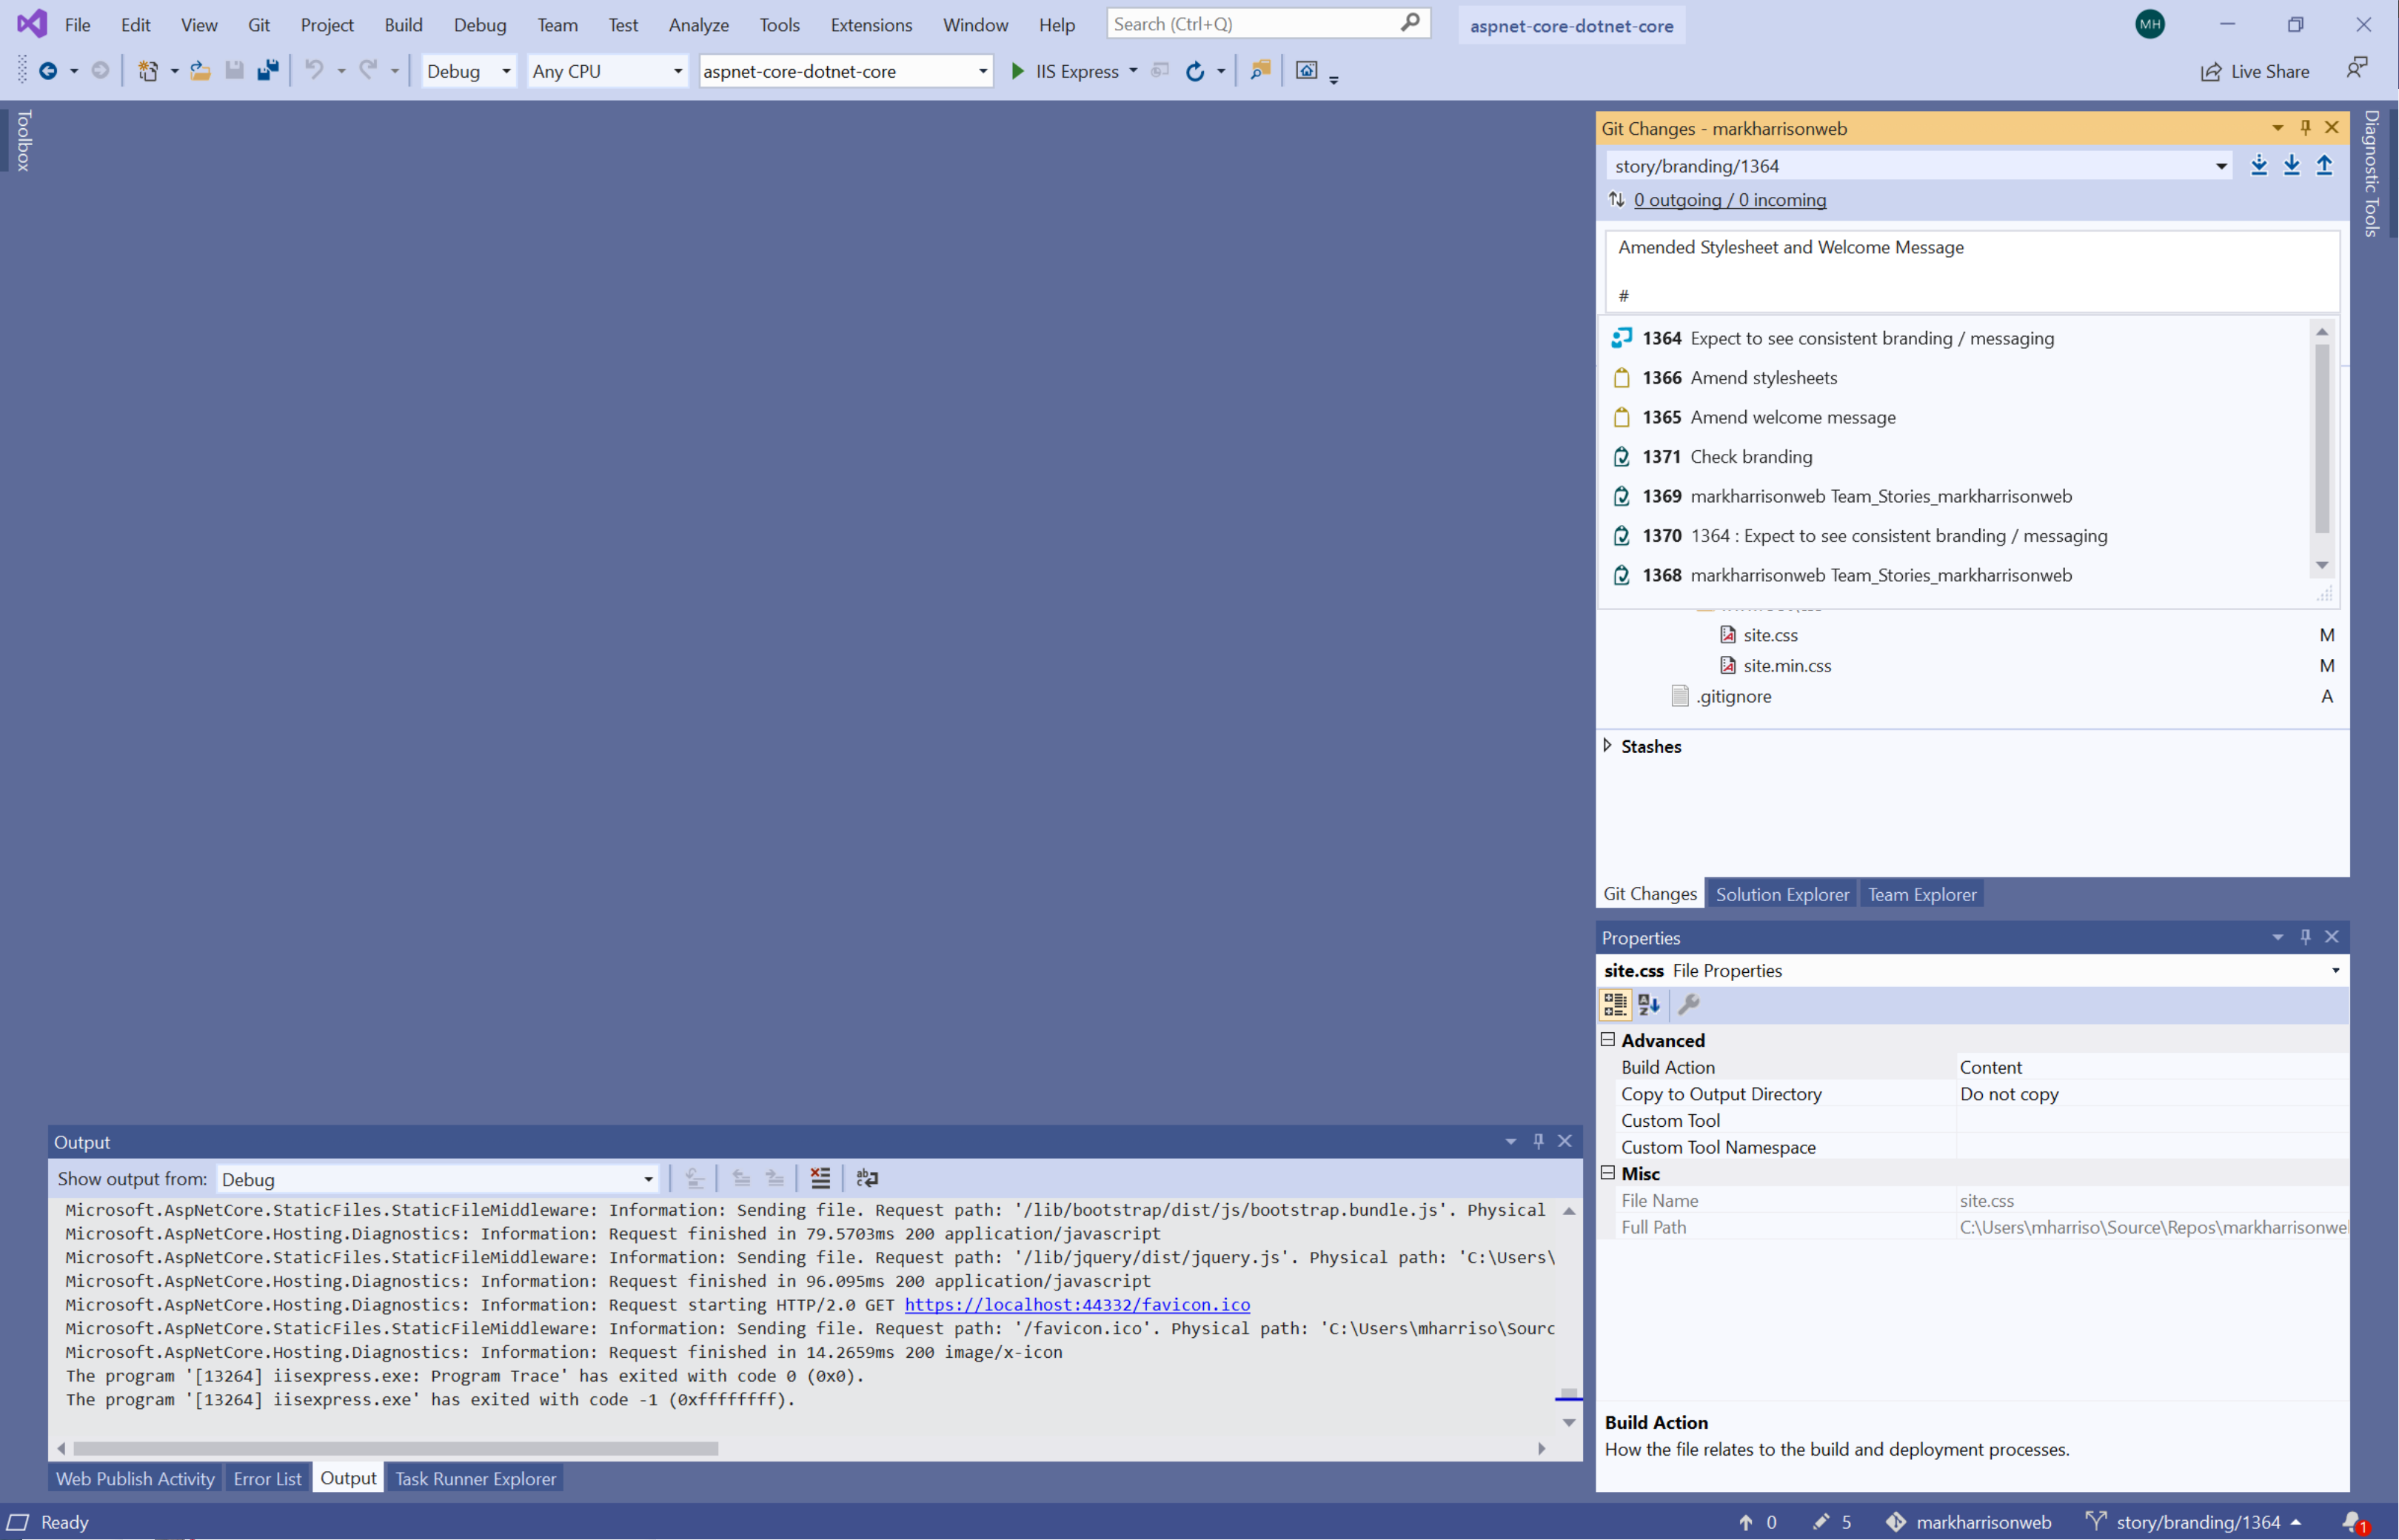 File Edit View Git Project Build Debug Team Test Analyze Tools Extensions Window Help Search (Ctrl+Q) aspnet-core-dotnet-core MH
Debug Any CPU aspnet-core-dotnet-core IIS Express Live Share
Toolbox
Git Changes - markharrisonweb
story/branding/1364
0 outgoing / 0 incoming
Amended Stylesheet and Welcome Message
#
1364 Expect to see consistent branding / messaging
1366 Amend stylesheets
1365 Amend welcome message
1371 Check branding
1369 markharrisonweb Team_Stories_markharrisonweb
1370 1364 : Expect to see consistent branding / messaging
1368 markharrisonweb Team_Stories_markharrisonweb
site.css M
site.min.css M
.gitignore A
Stashes
Git Changes Solution Explorer Team Explorer
Diagnostic Tools
Properties
site.css File Properties
Advanced
Build Action Content
Copy to Output Directory Do not copy
Custom Tool
Custom Tool Namespace
Misc
File Name site.css
Full Path C:\Users\mharriso\Source\Repos\markharrisonwe
Build Action
How the file relates to the build and deployment processes.
Output
Show output from: Debug
Microsoft.AspNetCore.StaticFiles.StaticFileMiddleware: Information: Sending file. Request path: '/lib/bootstrap/dist/js/bootstrap.bundle.js'. Physical
Microsoft.AspNetCore.Hosting.Diagnostics: Information: Request finished in 79.5703ms 200 application/javascript
Microsoft.AspNetCore.StaticFiles.StaticFileMiddleware: Information: Sending file. Request path: '/lib/jquery/dist/jquery.js'. Physical path: 'C:\Users\
Microsoft.AspNetCore.Hosting.Diagnostics: Information: Request finished in 96.095ms 200 application/javascript
Microsoft.AspNetCore.Hosting.Diagnostics: Information: Request starting HTTP/2.0 GET https://localhost:44332/favicon.ico
Microsoft.AspNetCore.StaticFiles.StaticFileMiddleware: Information: Sending file. Request path: '/favicon.ico'. Physical path: 'C:\Users\mharriso\Sourc
Microsoft.AspNetCore.Hosting.Diagnostics: Information: Request finished in 14.2659ms 200 image/x-icon
The program '[13264] iisexpress.exe: Program Trace' has exited with code 0 (0x0).
The program '[13264] iisexpress.exe' has exited with code -1 (0xffffffff).
Web Publish Activity Error List Output Task Runner Explorer
Ready 0 5 markharrisonweb story/branding/1364 1